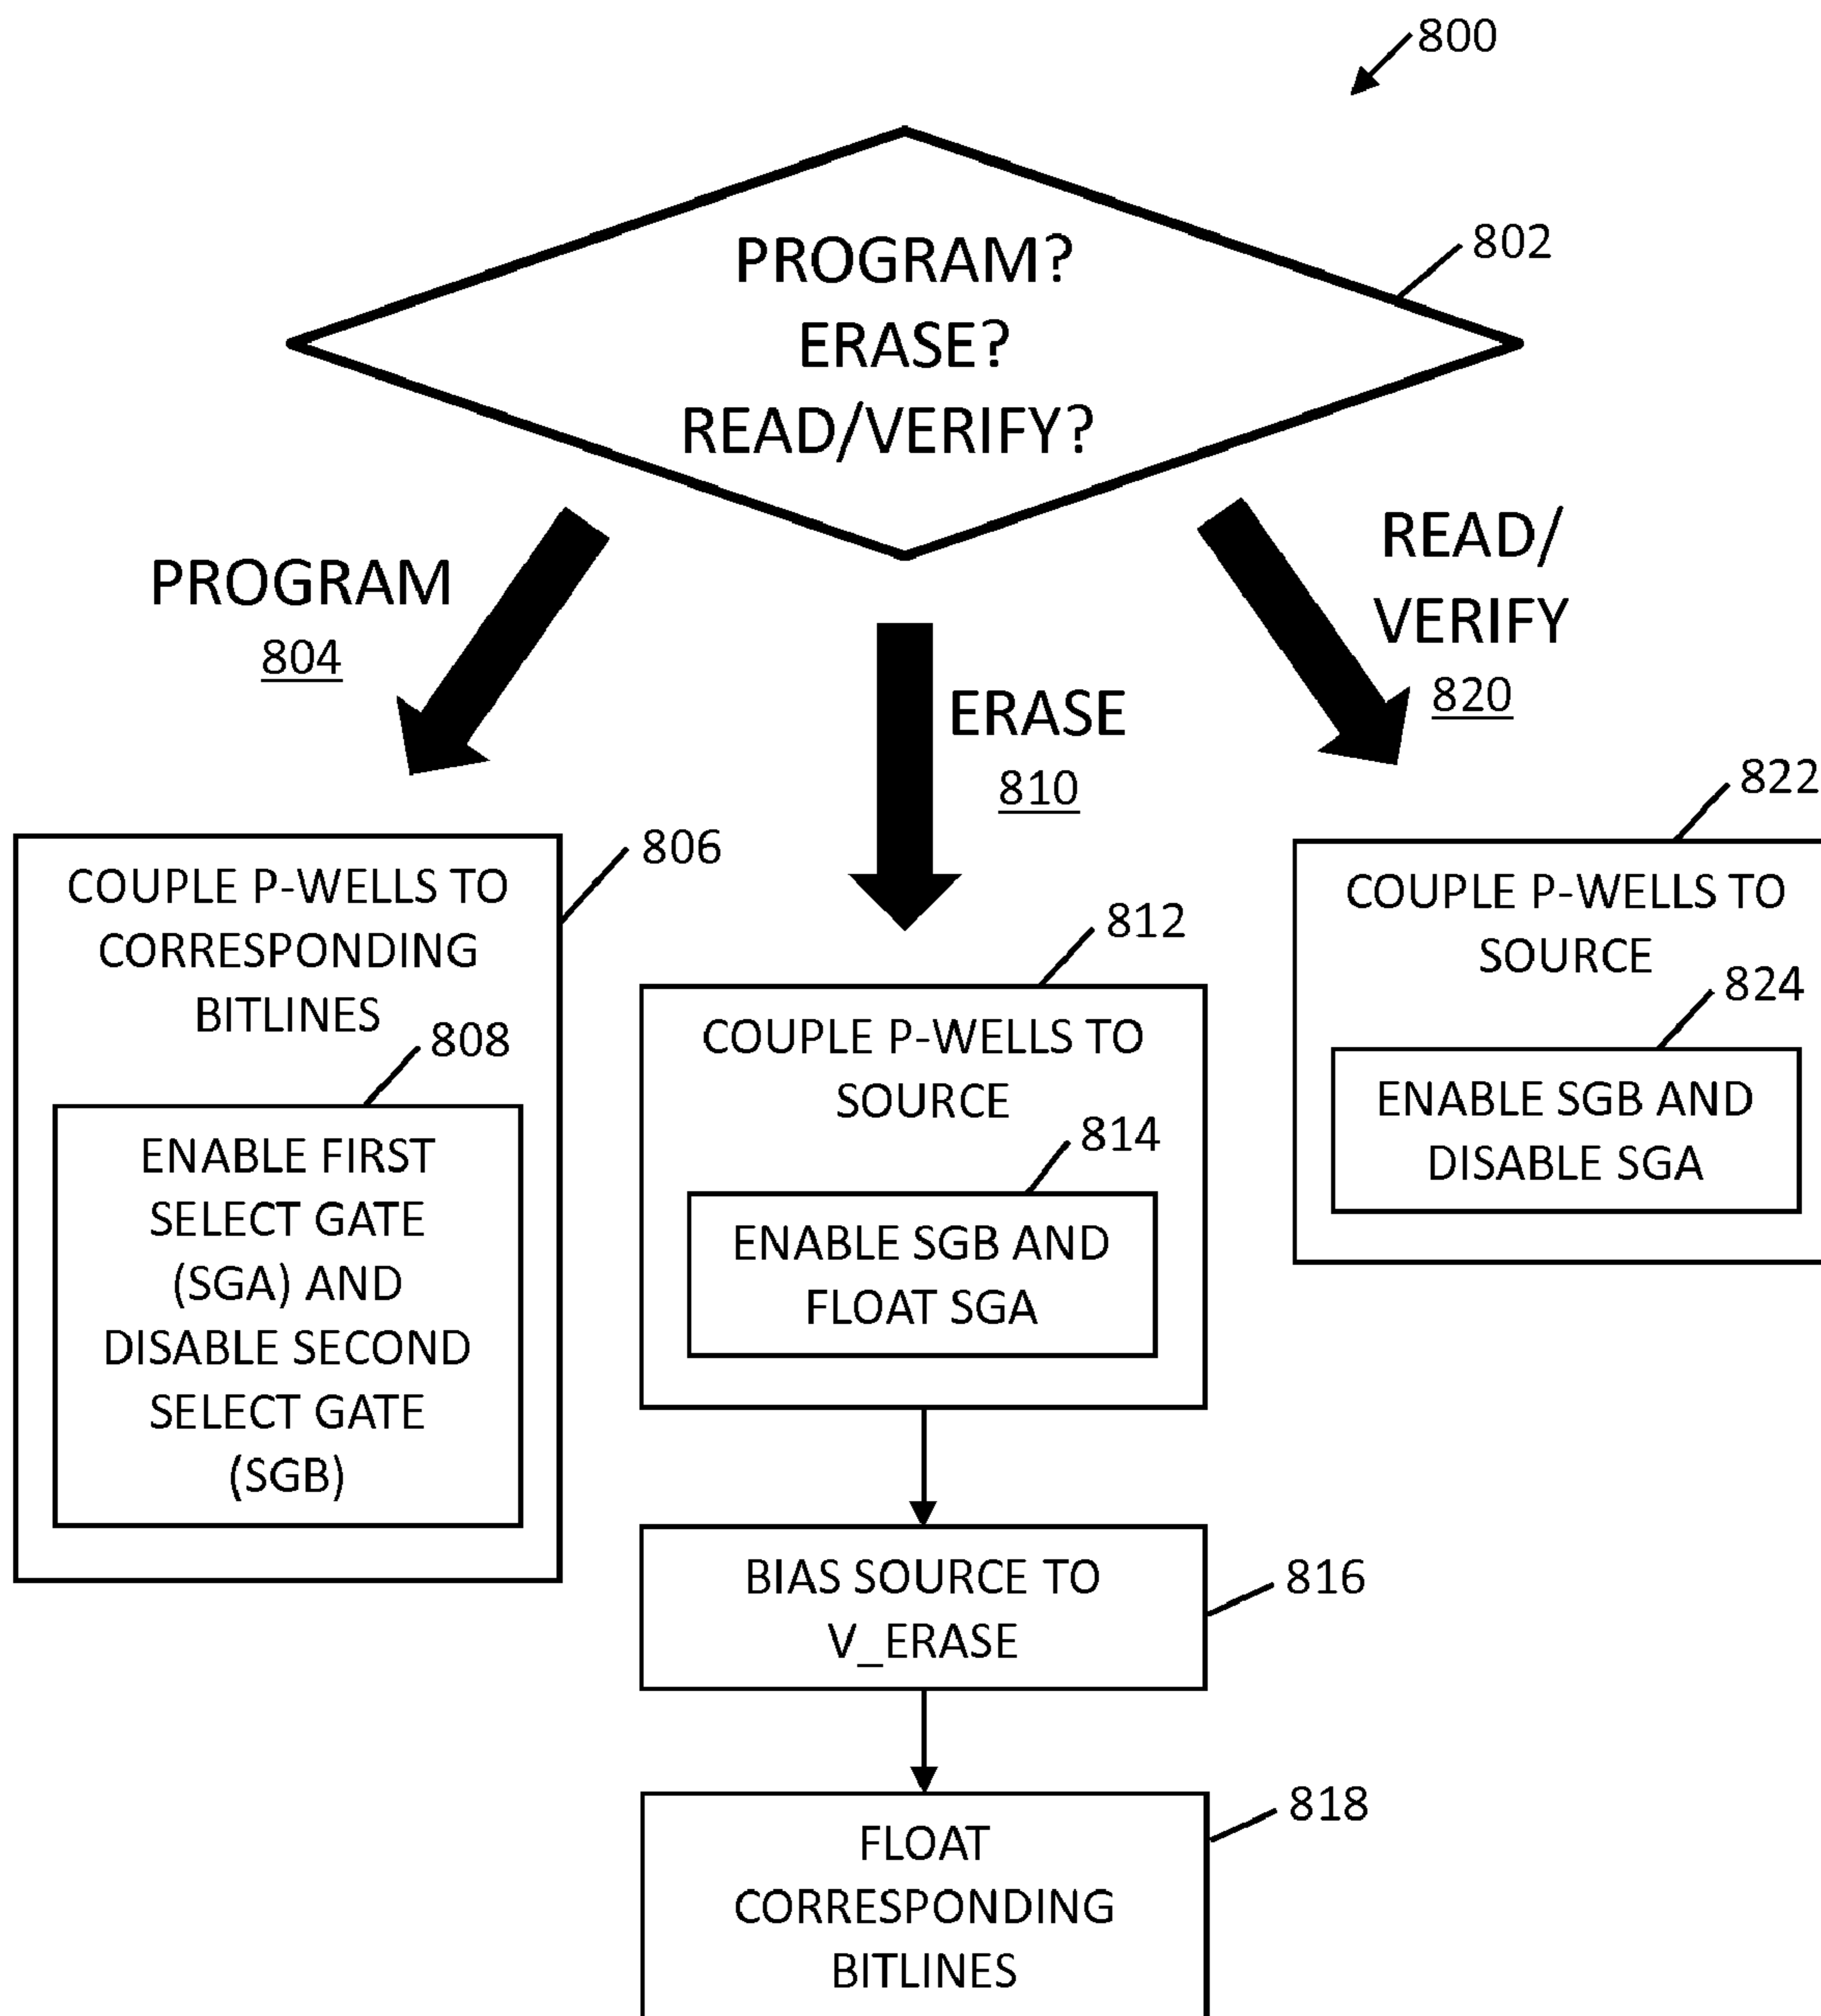 800
802
PROGRAM?
ERASE?
READ/VERIFY?
PROGRAM
804
ERASE
810
READ/
VERIFY
820
806
COUPLE P-WELLS TO
CORRESPONDING
BITLINES
808
ENABLE FIRST
SELECT GATE
(SGA) AND
DISABLE SECOND
SELECT GATE
(SGB)
812
COUPLE P-WELLS TO
SOURCE
814
ENABLE SGB AND
FLOAT SGA
BIAS SOURCE TO
V_ERASE
816
FLOAT
CORRESPONDING
BITLINES
818
822
COUPLE P-WELLS TO
SOURCE
824
ENABLE SGB AND
DISABLE SGA